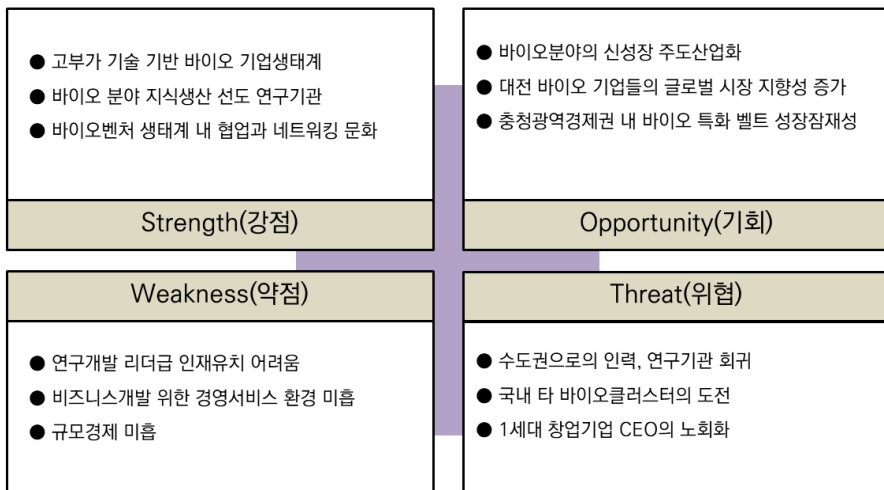 ● 고부가 기술 기반 바이오 기업생태계
● 바이오 분야 지식생산 선도 연구기관
● 바이오벤처 생태계 내 협업과 네트워킹 문화
Strength(강점)
● 바이오분야의 신성장 주도산업화
● 대전 바이오 기업들의 글로벌 시장 지향성 증가
● 충청광역경제권 내 바이오 특화 벨트 성장잠재성
Opportunity(기회)
Weakness(약점)
● 연구개발 리더급 인재유치 어려움
● 비즈니스개발 위한 경영서비스 환경 미흡
● 규모경제 미흡
Threat(위협)
● 수도권으로의 인력, 연구기관 회귀
● 국내 타 바이오클러스터의 도전
● 1세대 창업기업 CEO의 노회화